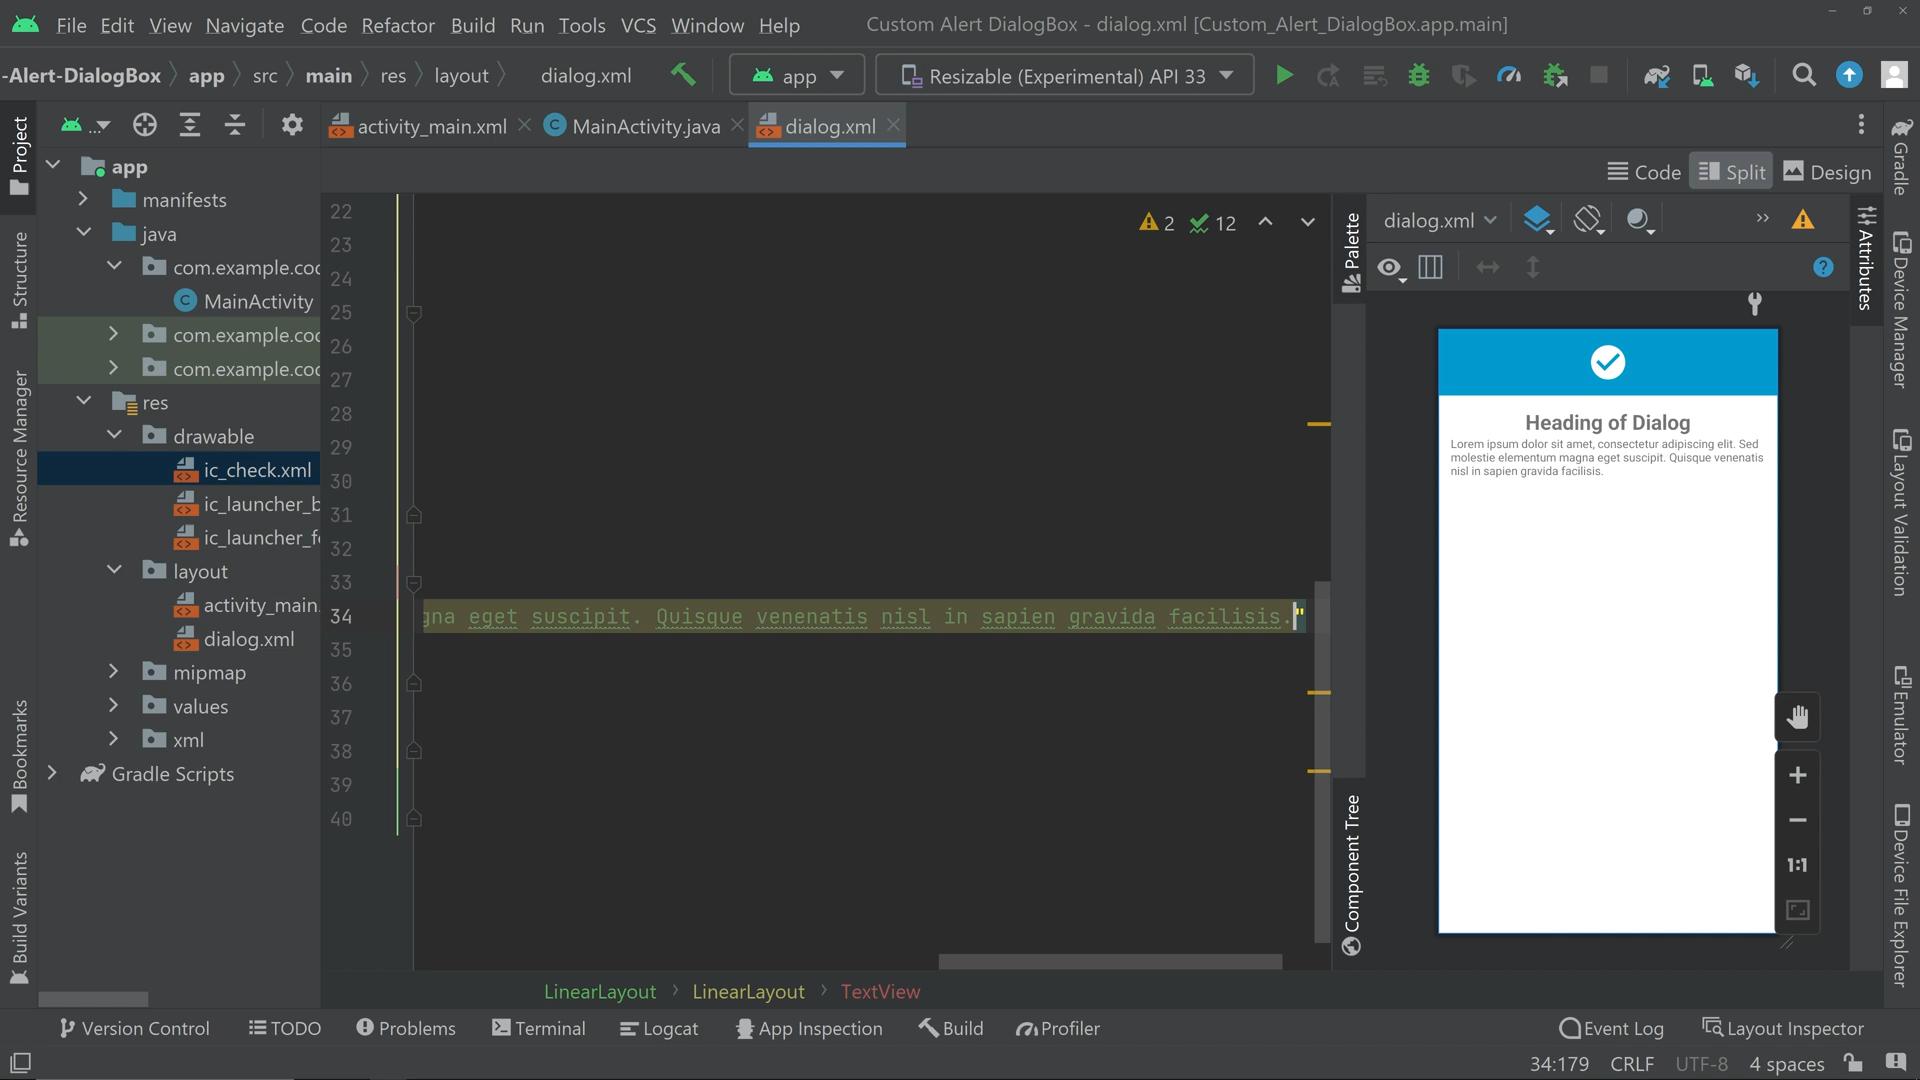 File Edit View Navigate Code Refactor Build Run Tools VCS Window Help
Custom Alert DialogBox - dialog.xml [Custom_Alert_DialogBox.app.main]
-Alert-DialogBox app src main res layout dialog.xml
app
Resizable (Experimental) API 33
...
activity_main.xml MainActivity.java dialog.xml
Code Split Design
Project
Structure
Resource Manager
Bookmarks
Build Variants
app
manifests
java
com.example.coc
MainActivity
com.example.coc
com.example.coc
res
drawable
ic_check.xml
ic_launcher_b
ic_launcher_f
layout
activity_main.
dialog.xml
mipmap
values
xml
Gradle Scripts
22
23
24
25
26
27
28
29
30
31
32
33
34 gna eget suscipit. Quisque venenatis nisl in sapien gravida facilisis."
35
36
37
38
39
40
2 12
Palette
Component Tree
dialog.xml
Heading of Dialog
Lorem ipsum dolor sit amet, consectetur adipiscing elit. Sed
molestie elementum magna eget suscipit. Quisque venenatis
nisl in sapien gravida facilisis.
1:1
Attributes
Gradle
Device Manager
Layout Validation
Emulator
Device File Explorer
LinearLayout LinearLayout TextView
Version Control TODO Problems Terminal Logcat App Inspection Build Profiler
Event Log Layout Inspector
34:179 CRLF UTF-8 4 spaces